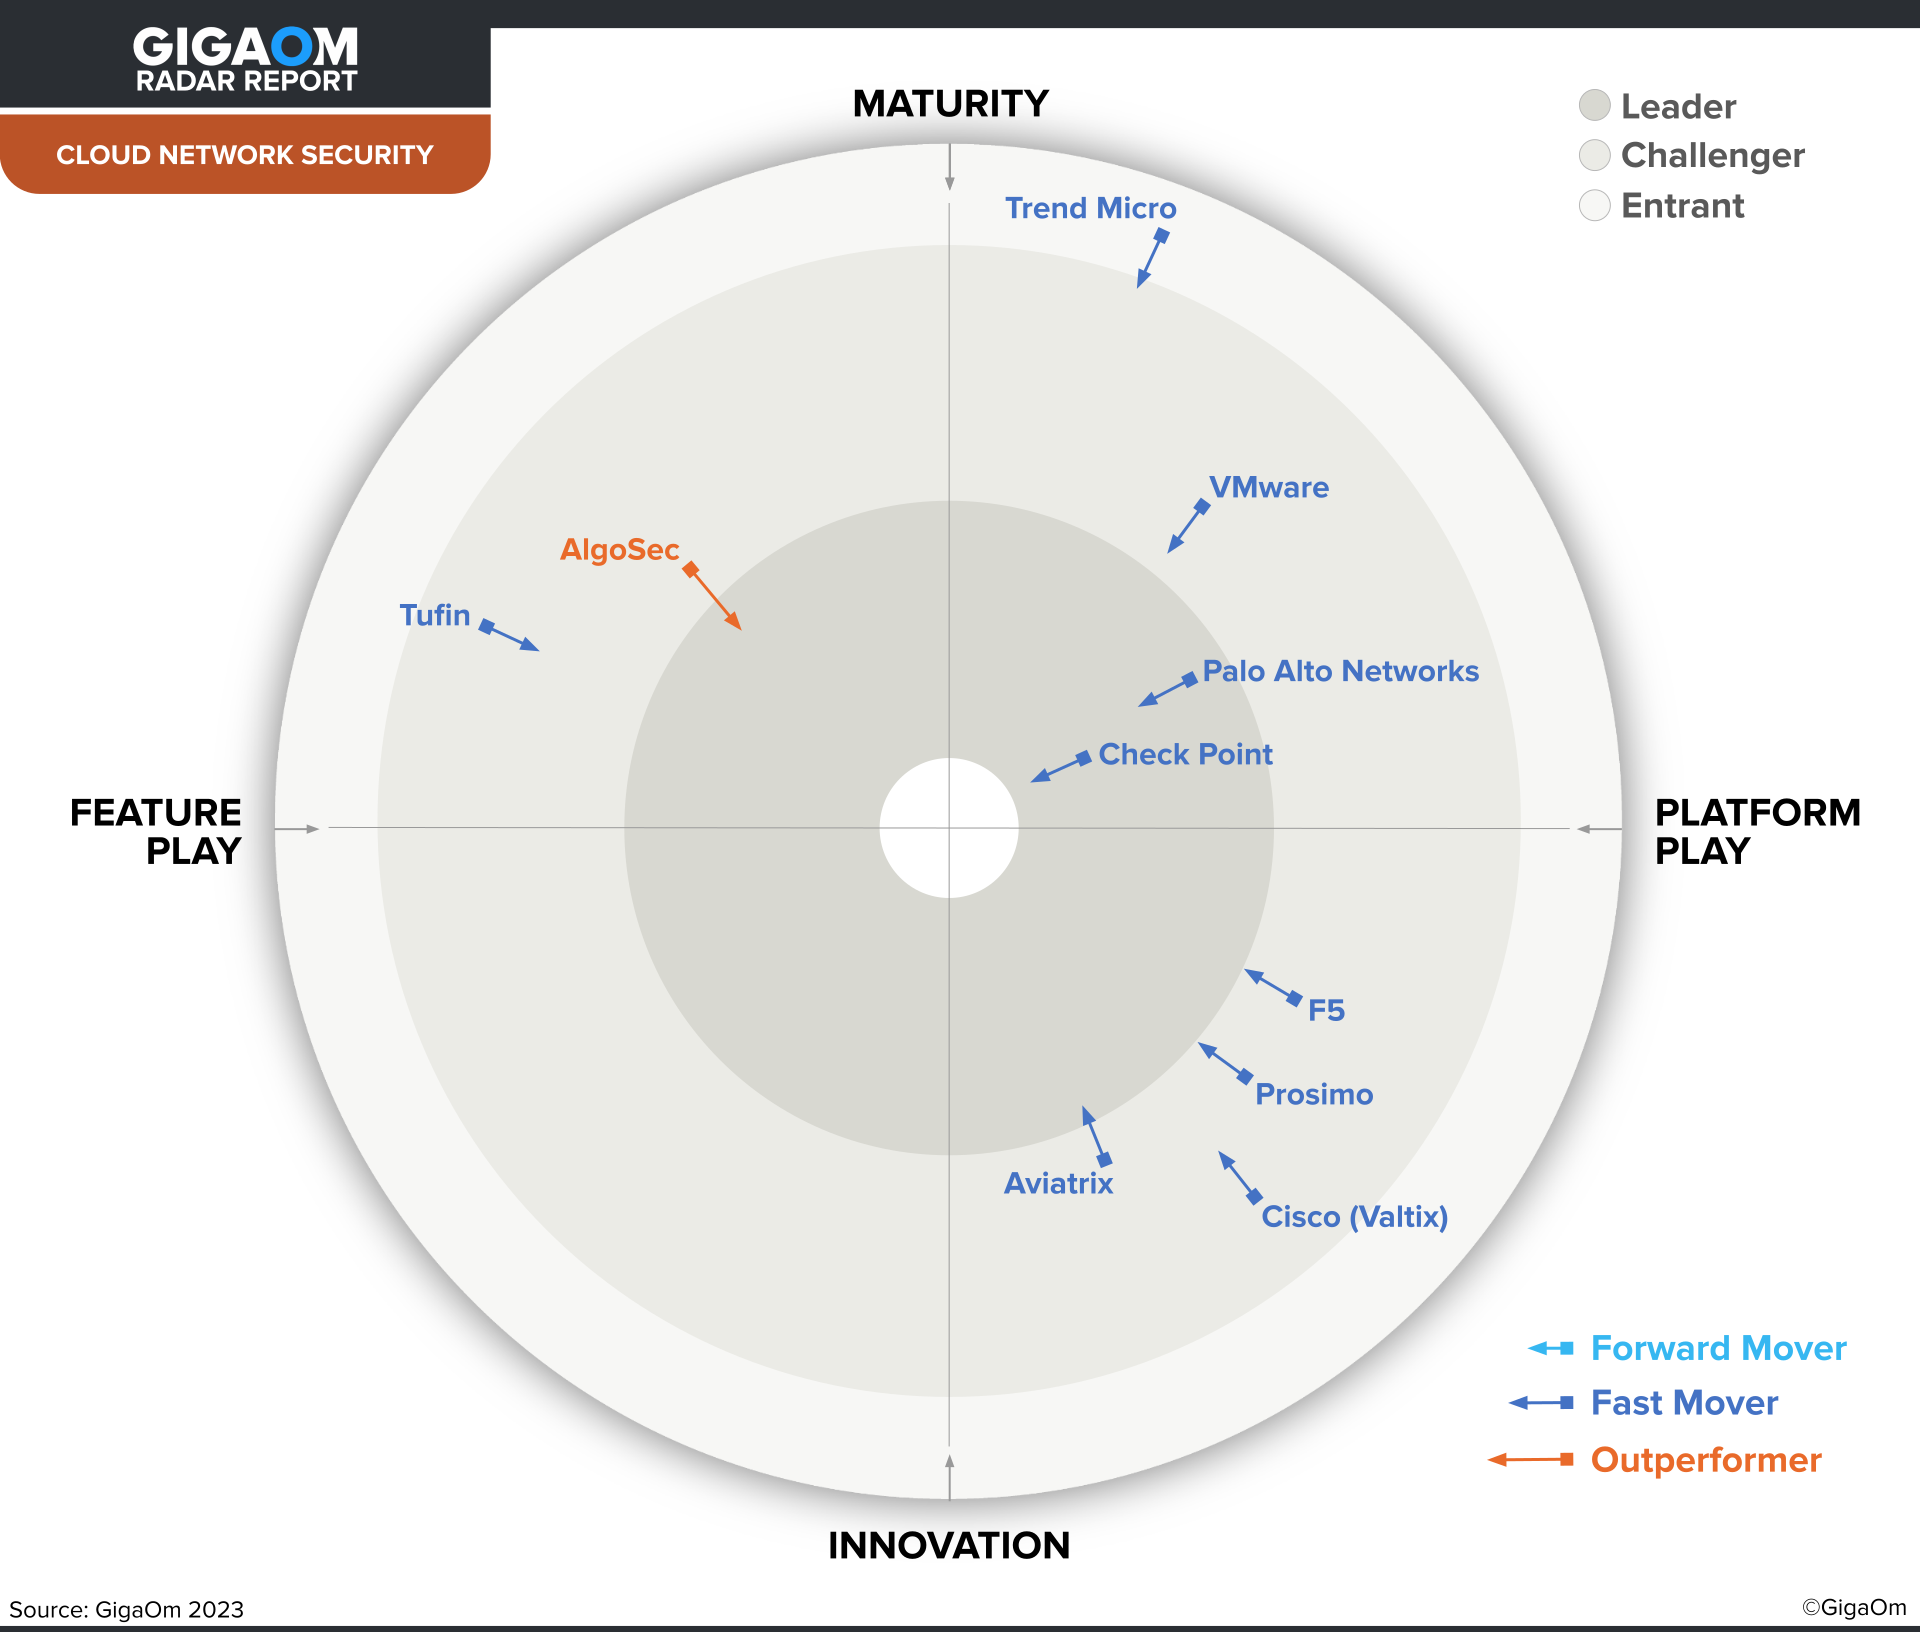 GIGAOM
RADAR REPORT
CLOUD NETWORK SECURITY
MATURITY
Leader
Challenger
Entrant
Trend Micro
VMware
AlgoSec
Tufin
Palo Alto Networks
Check Point
FEATURE
PLAY
PLATFORM
PLAY
F5
Prosimo
Aviatrix
Cisco (Valtix)
Forward Mover
Fast Mover
Outperformer
INNOVATION
Source: GigaOm 2023
©GigaOm